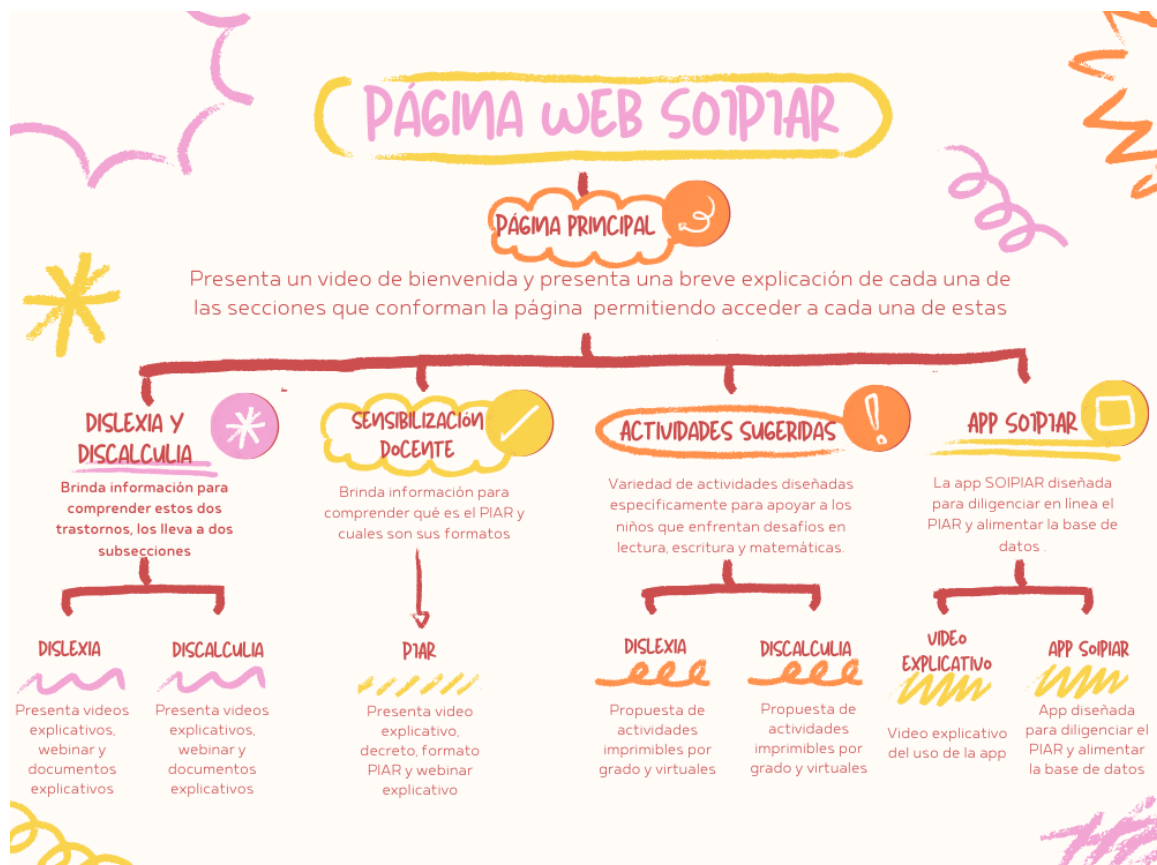 PÁGINA WEB SOIPIAR
PÁGINA PRINCIPAL
Presenta un video de bienvenida y presenta una breve explicación de cada una de
las secciones que conforman la página permitiendo acceder a cada una de estas
DISLEXIA Y
DISCALCULIA
Brinda información para
comprender estos dos
trastornos, los lleva a dos
subsecciones
SENSIBILIZACIÓN
DOCENTE
Brinda información para
comprender qué es el PIAR y
cuales son sus formatos
ACTIVIDADES SUGERIDAS
Variedad de actividades diseñadas
específicamente para apoyar a los
niños que enfrentan desafíos en
lectura, escritura y matemáticas.
APP SOIPIAR
La app SOIPIAR diseñada
para diligenciar en línea el
PIAR y alimentar la base de
datos .
DISLEXIA
Presenta videos
explicativos,
webinar y
documentos
explicativos
DISCALCULIA
Presenta videos
explicativos,
webinar y
documentos
explicativos
PIAR
Presenta video
explicativo,
decreto, formato
PIAR y webinar
explicativo
DISLEXIA
Propuesta de
actividades
imprimibles por
grado y virtuales
DISCALCULIA
Propuesta de
actividades
imprimibles por
grado y virtuales
VIDEO
EXPLICATIVO
Video explicativo
del uso de la app
APP SOIPIAR
App diseñada
para diligenciar el
PIAR y alimentar
la base de datos